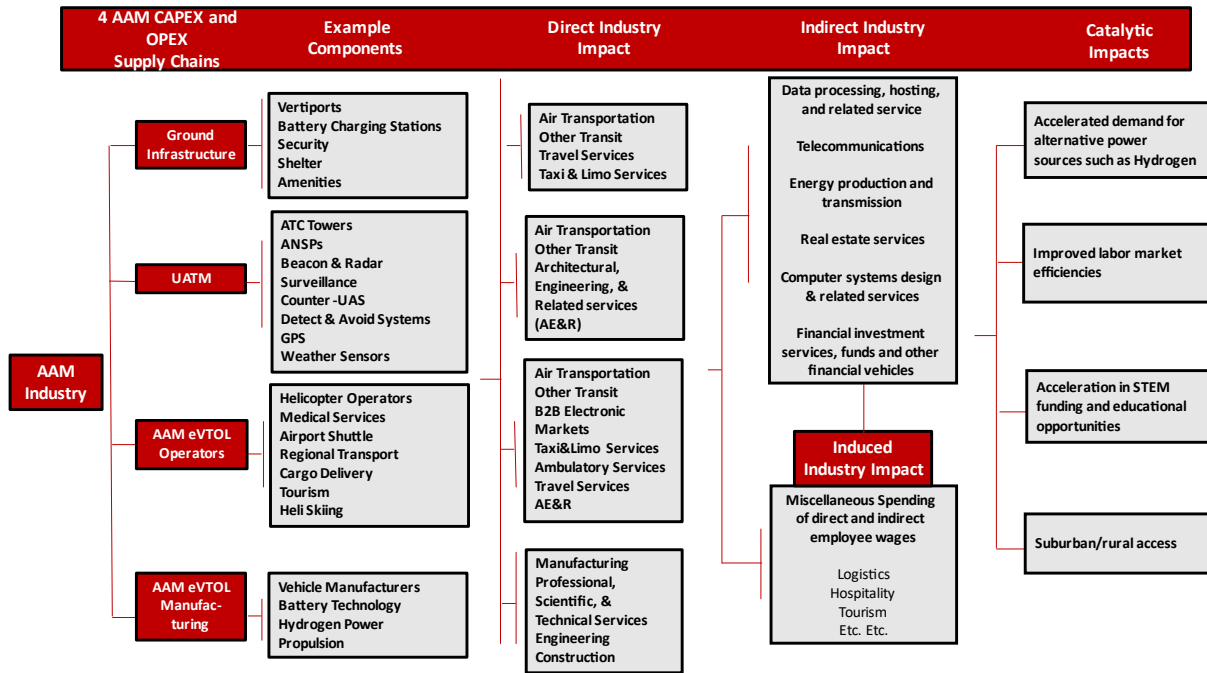 4 AAM CAPEX and
OPEX
Supply Chains
Example
Components
Direct Industry
Impact
Indirect Industry
Impact
Catalytic
Impacts
AAM
Industry
Ground
Infrastructure
Vertiports
Battery Charging Stations
Security
Shelter
Amenities
Air Transportation
Other Transit
Travel Services
Taxi & Limo Services
UATM
ATC Towers
ANSPs
Beacon & Radar
Surveillance
Counter -UAS
Detect & Avoid Systems
GPS
Weather Sensors
Air Transportation
Other Transit
Architectural,
Engineering, &
Related services
(AE&R)
AAM eVTOL
Operators
Helicopter Operators
Medical Services
Airport Shuttle
Regional Transport
Cargo Delivery
Tourism
Heli Skiing
Air Transportation
Other Transit
B2B Electronic
Markets
Taxi&Limo Services
Ambulatory Services
Travel Services
AE&R
AAM eVTOL
Manufac-
turing
Vehicle Manufacturers
Battery Technology
Hydrogen Power
Propulsion
Manufacturing
Professional,
Scientific, &
Technical Services
Engineering
Construction
Data processing, hosting,
and related service
Telecommunications
Energy production and
transmission
Real estate services
Computer systems design
& related services
Financial investment
services, funds and other
financial vehicles
Induced
Industry Impact
Miscellaneous Spending
of direct and indirect
employee wages
Logistics
Hospitality
Tourism
Etc. Etc.
Accelerated demand for
alternative power
sources such as Hydrogen
Improved labor market
efficiencies
Acceleration in STEM
funding and educational
opportunities
Suburban/rural access